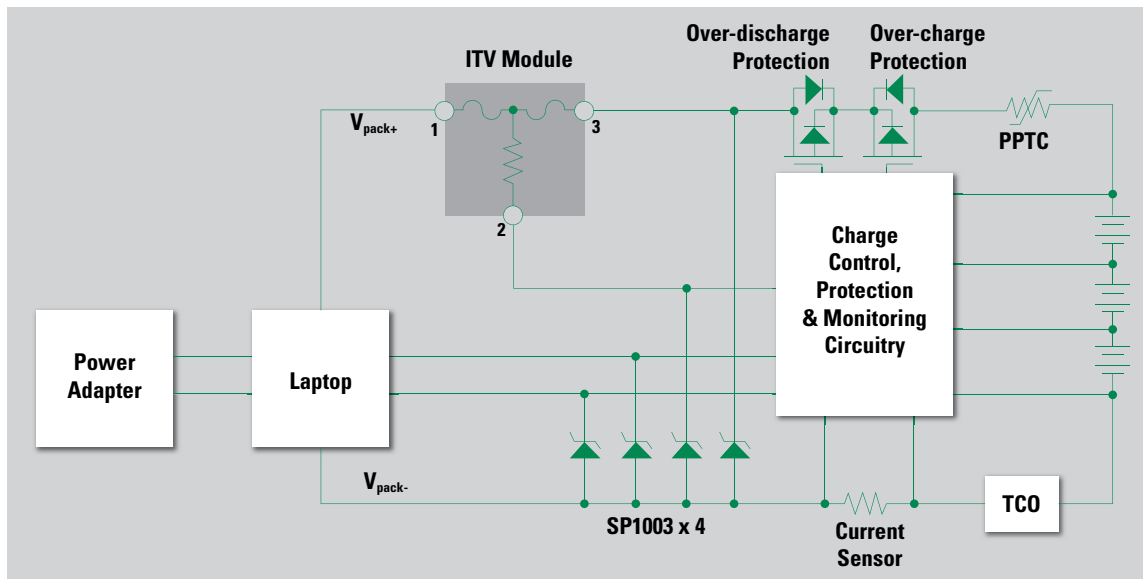 Over-discharge
Protection
Over-charge
Protection
ITV Module
Vpack+
1
3
2
PPTC
Charge
Control,
Protection
& Monitoring
Circuitry
Power
Adapter
Laptop
Vpack-
SP1003 x 4
Current
Sensor
TCO